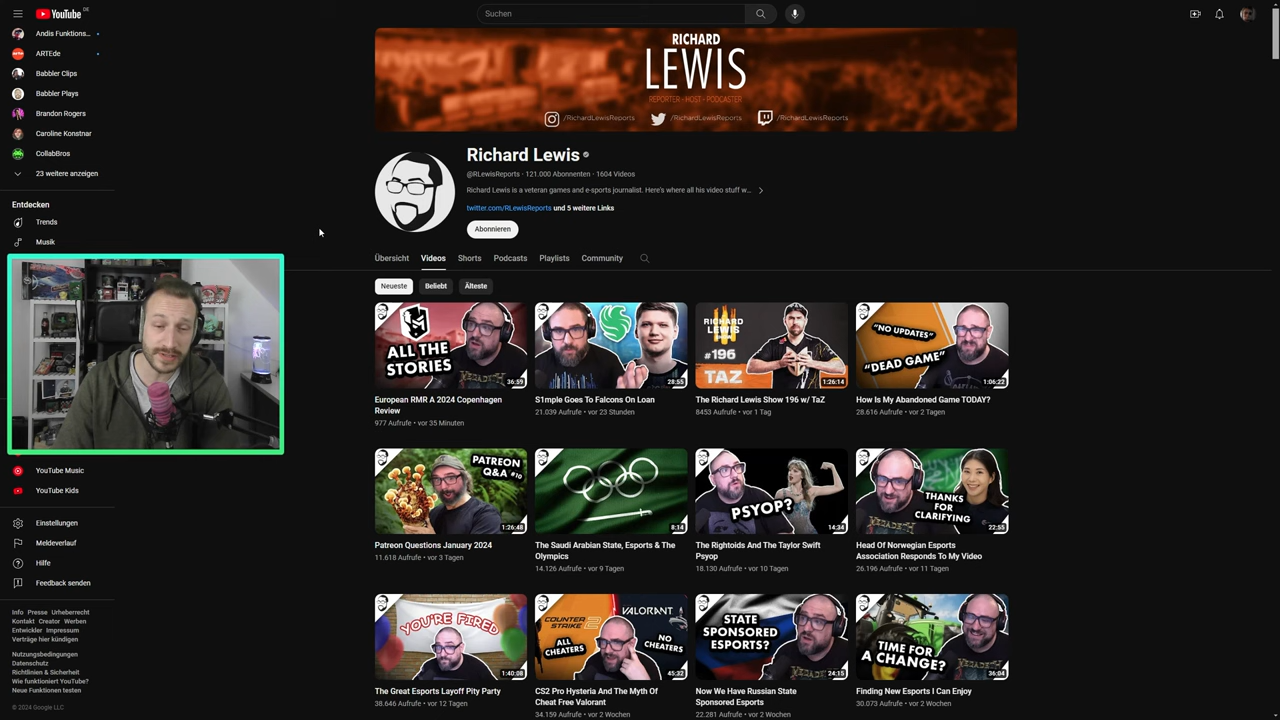 YouTube DE
Suchen
Andis Funktions...
ARTEde
Babbler Clips
Babbler Plays
Brandon Rogers
Caroline Konstnar
CollabBros
23 weitere anzeigen
Entdecken
Trends
Musik
YouTube Music
YouTube Kids
Einstellungen
Meldeverlauf
Hilfe
Feedback senden
Info Presse Urheberrecht
Kontakt Creator Werben
Entwickler Impressum
Verträge hier kündigen
Nutzungsbedingungen
Datenschutz
Richtlinien & Sicherheit
Wie funktioniert YouTube?
Neue Funktionen testen
© 2024 Google LLC
RICHARD
LEWIS
REPORTER • HOST • PODCASTER
/RichardLewisReports /RichardLewisReports /RichardLewisReports
Richard Lewis
@RLewisReports • 121.000 Abonnenten • 1604 Videos
Richard Lewis is a veteran games and e-sports journalist. Here's where all his video stuff w...
twitter.com/RLewisReports und 5 weitere Links
Abonnieren
Übersicht Videos Shorts Podcasts Playlists Community
Neueste Beliebt Älteste
ALL THE
STORIES
36:59
European RMR A 2024 Copenhagen
Review
977 Aufrufe • vor 35 Minuten
28:55
S1mple Goes To Falcons On Loan
21.039 Aufrufe • vor 23 Stunden
RICHARD
LEWIS
#196
TAZ
1:26:14
The Richard Lewis Show 196 w/ TaZ
8453 Aufrufe • vor 1 Tag
"NO UPDATES"
"DEAD GAME"
MEGADETH
1:06:22
How Is My Abandoned Game TODAY?
28.616 Aufrufe • vor 2 Tagen
PATREON
Q&A #10
1:26:48
Patreon Questions January 2024
11.618 Aufrufe • vor 3 Tagen
8:14
The Saudi Arabian State, Esports & The
Olympics
14.126 Aufrufe • vor 9 Tagen
PSYOP?
14:34
The Rightoids And The Taylor Swift
Psyop
18.130 Aufrufe • vor 10 Tagen
THANKS
FOR
CLARIFYING
MEGADETH
22:55
Head Of Norwegian Esports
Association Responds To My Video
26.196 Aufrufe • vor 11 Tagen
YOU'RE FIRED
1:40:08
The Great Esports Layoff Pity Party
38.646 Aufrufe • vor 12 Tagen
COUNTER
STRIKE 2
VALORANT
ALL
CHEATERS
NO
CHEATERS
45:32
CS2 Pro Hysteria And The Myth Of
Cheat Free Valorant
34.159 Aufrufe • vor 2 Wochen
STATE
SPONSORED
ESPORTS?
MEGADETH
24:15
Now We Have Russian State
Sponsored Esports
22.281 Aufrufe • vor 2 Wochen
TIME FOR
A CHANGE?
MEGADETH
36:04
Finding New Esports I Can Enjoy
30.073 Aufrufe • vor 2 Wochen